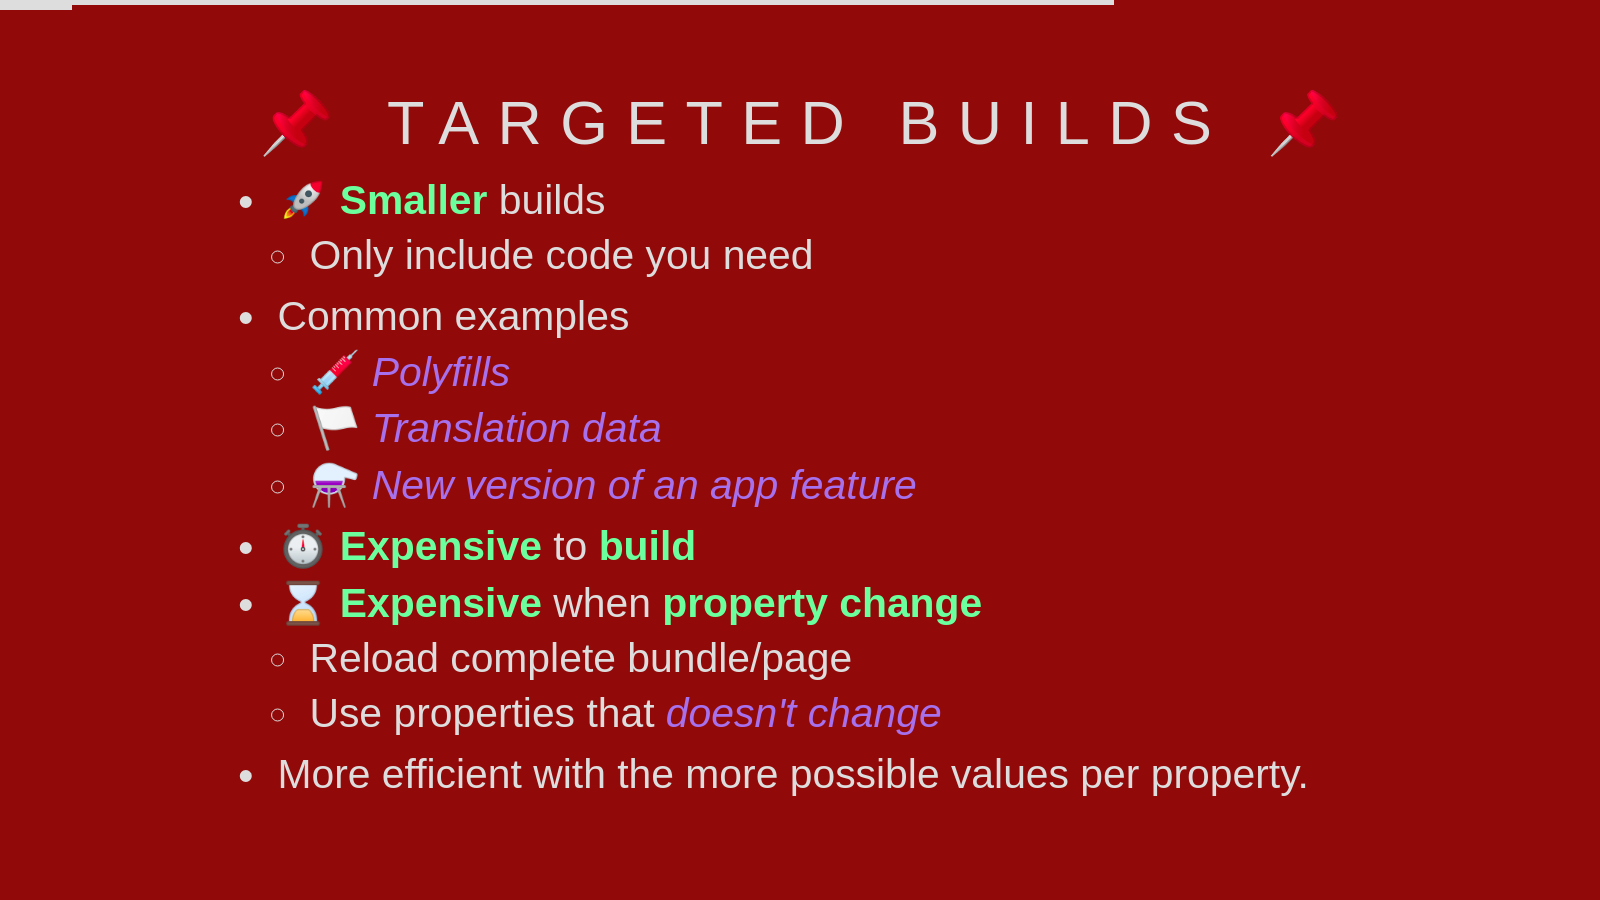 TARGETED BUILDS
Smaller builds
Only include code you need
Common examples
Polyfills
Translation data
New version of an app feature
Expensive to build
Expensive when property change
Reload complete bundle/page
Use properties that doesn't change
More efficient with the more possible values per property.